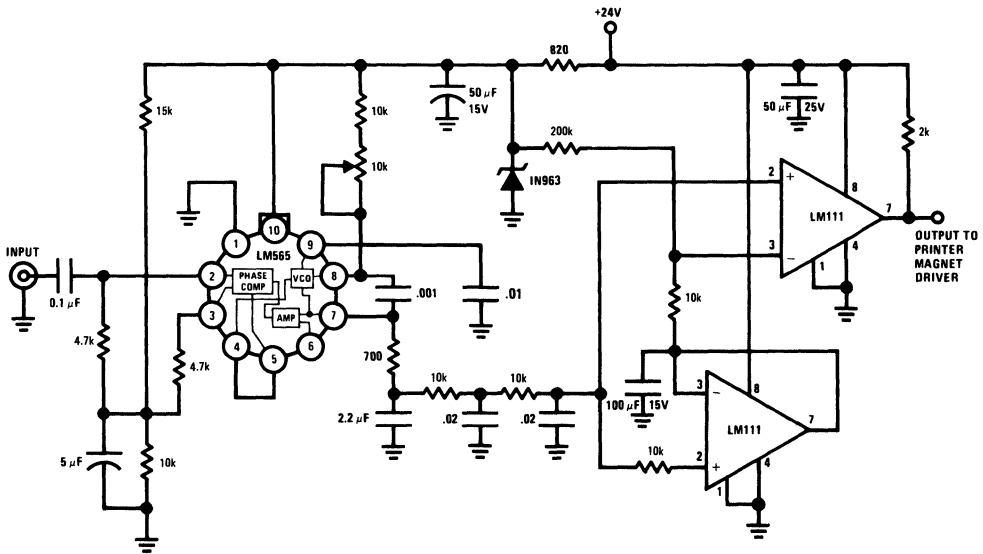 +24V
820
15k
10k
50 μF
15V
50 μF 25V
2k
10k
200k
IN963
2
+
8
LM111
7
3
−
4
1
OUTPUT TO
PRINTER
MAGNET
DRIVER
1
10
9
LM565
INPUT
0.1 μF
2
PHASE
COMP
VCO
8
.001
.01
3
AMP
7
4
5
6
10k
4.7k
4.7k
700
10k
10k
100 μF 15V
3
−
8
7
LM111
2.2 μF
.02
.02
5 μF
10k
10k
2
+
4
1